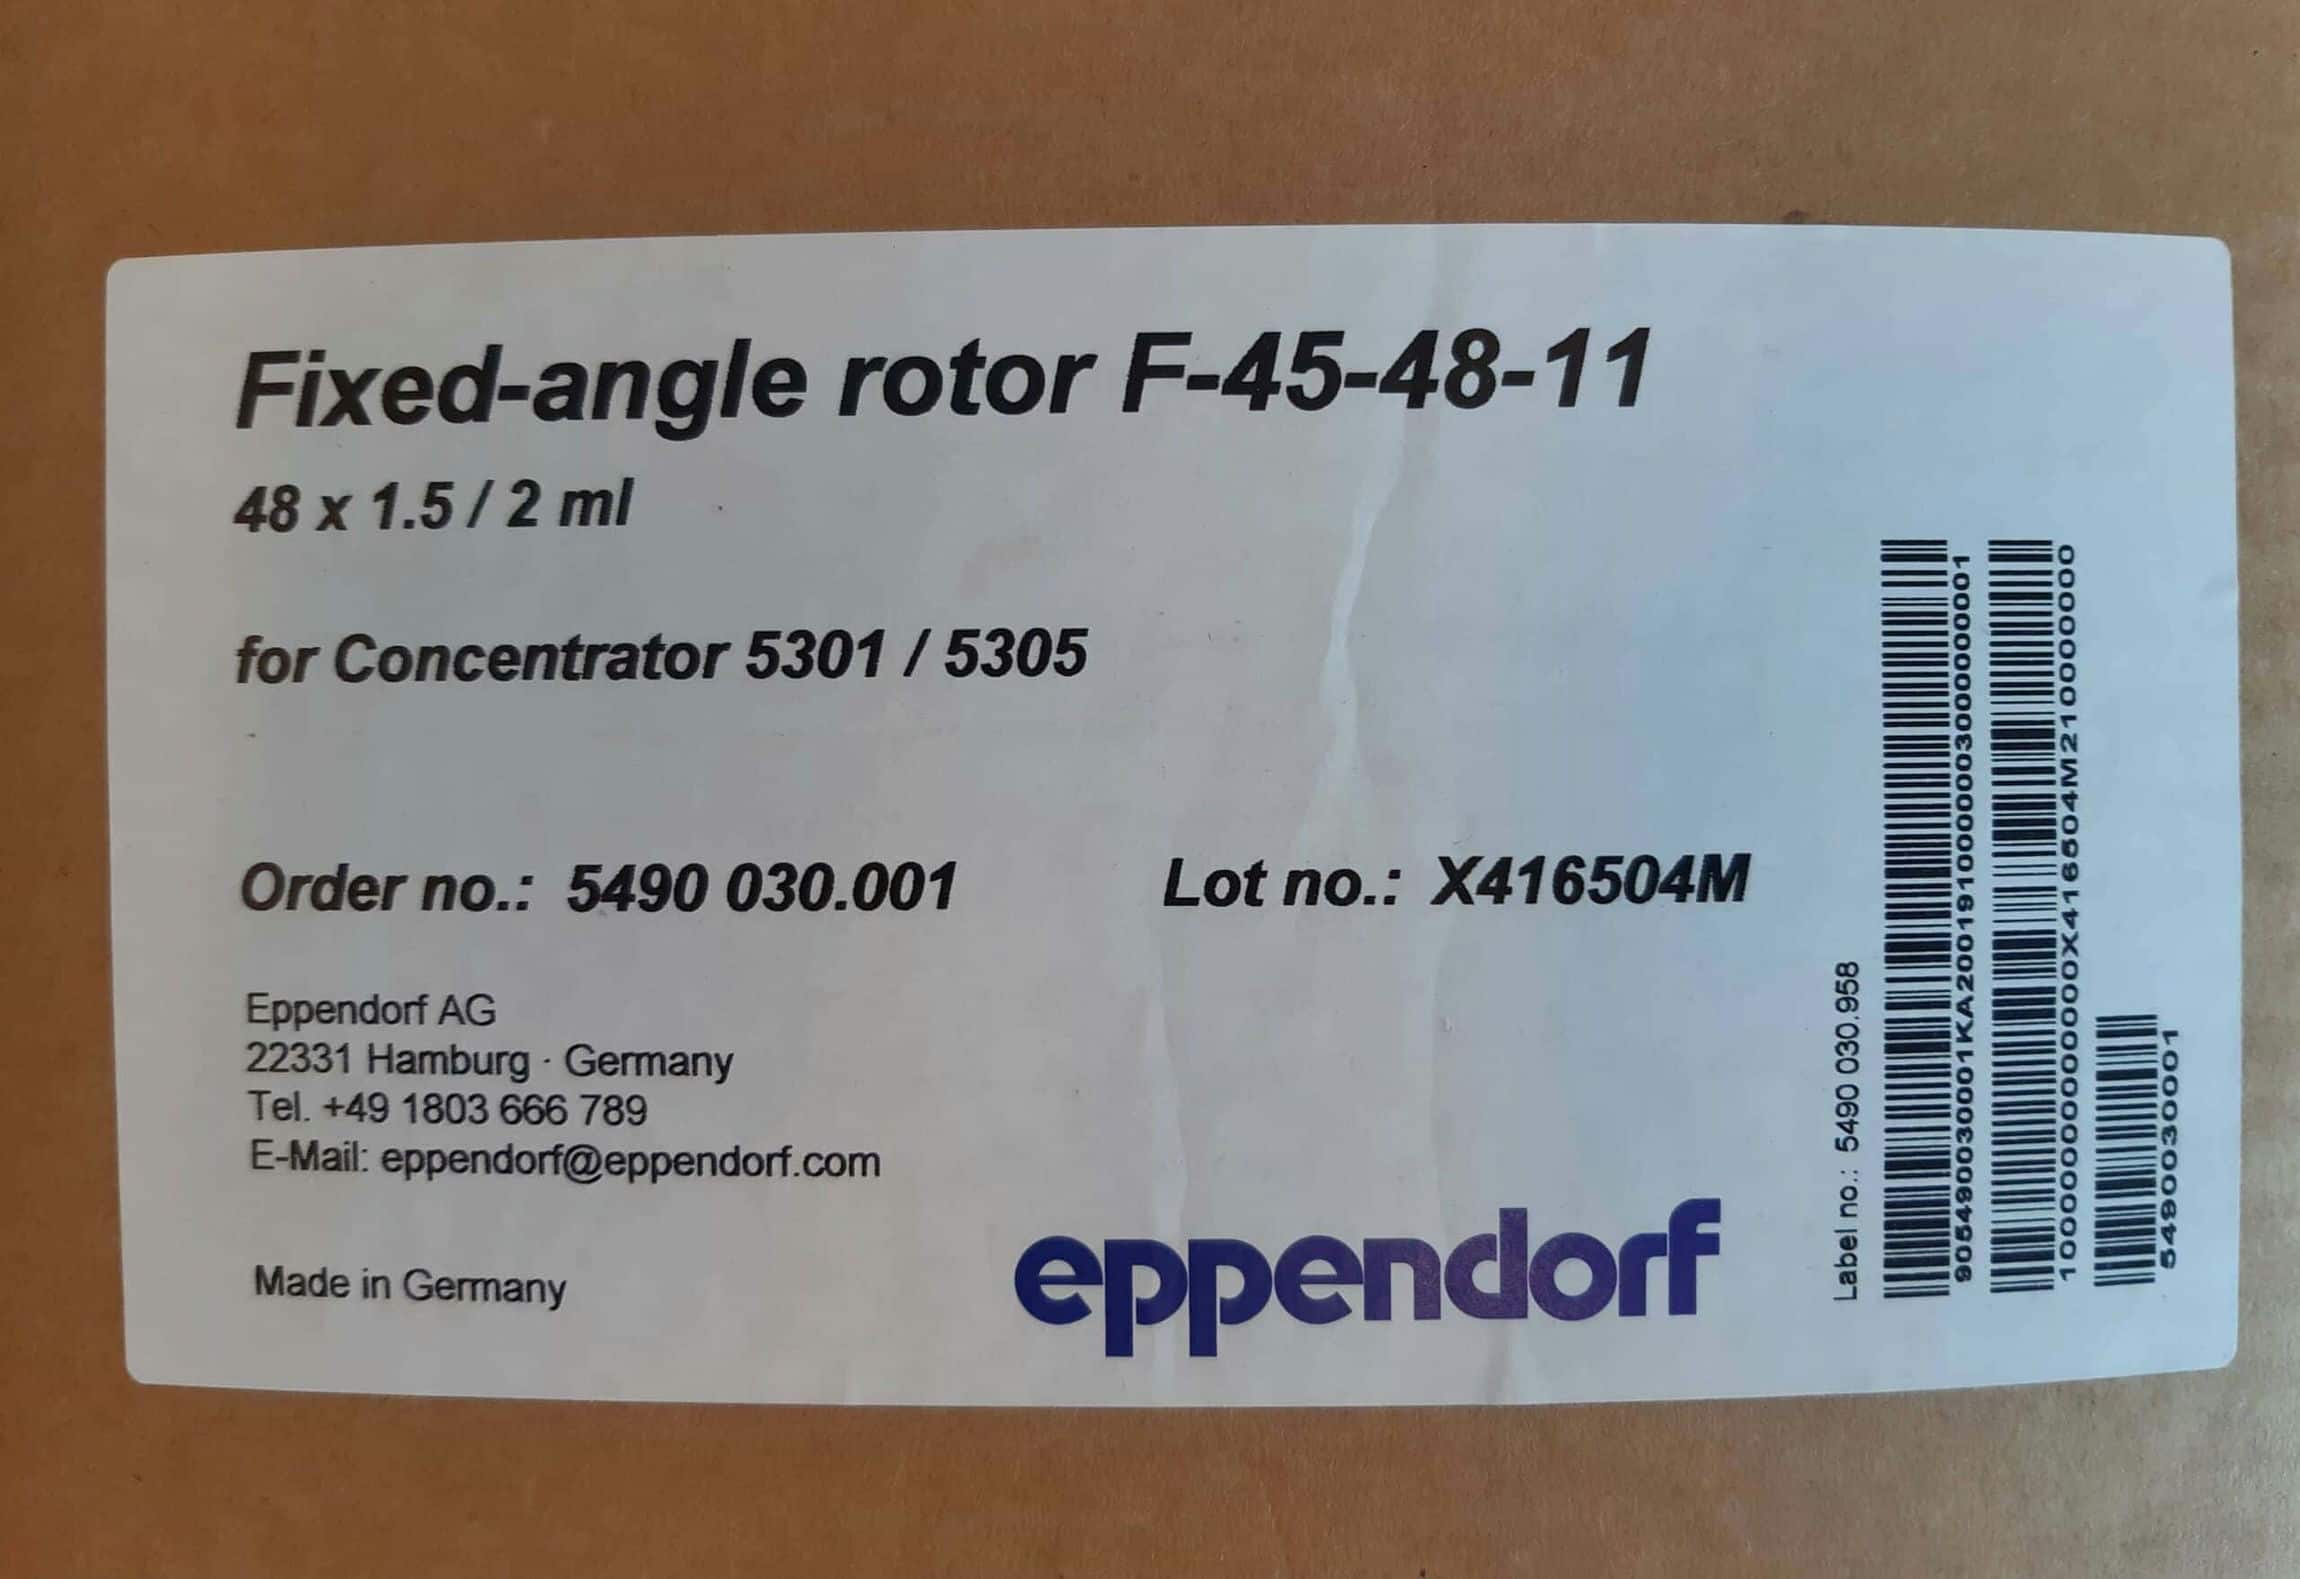 Fixed-angle rotor F-45-48-11
48 x 1.5 / 2 ml
for Concentrator 5301 / 5305
Order no.: 5490 030.001
Lot no.: X416504M
Eppendorf AG
22331 Hamburg · Germany
Tel. +49 1803 666 789
E-Mail: eppendorf@eppendorf.com
Made in Germany
eppendorf
Label no.: 5490 030.958
5490030001